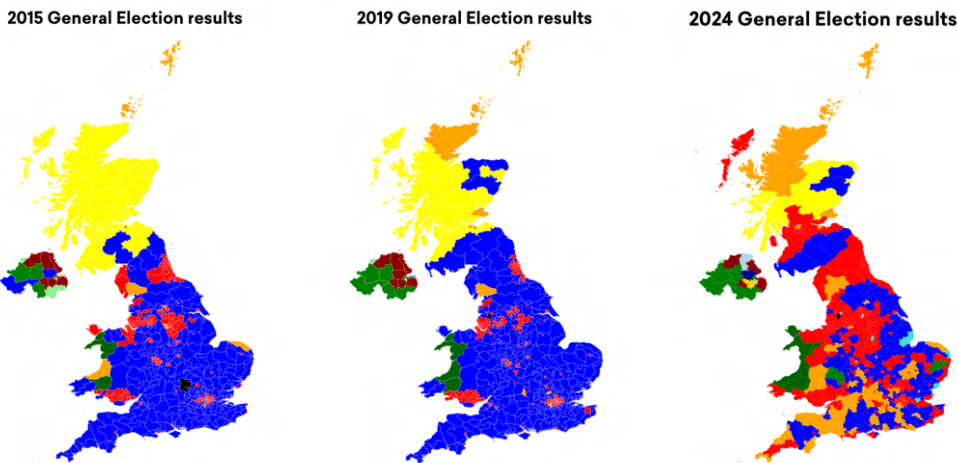 2015 General Election results
2019 General Election results
2024 General Election results